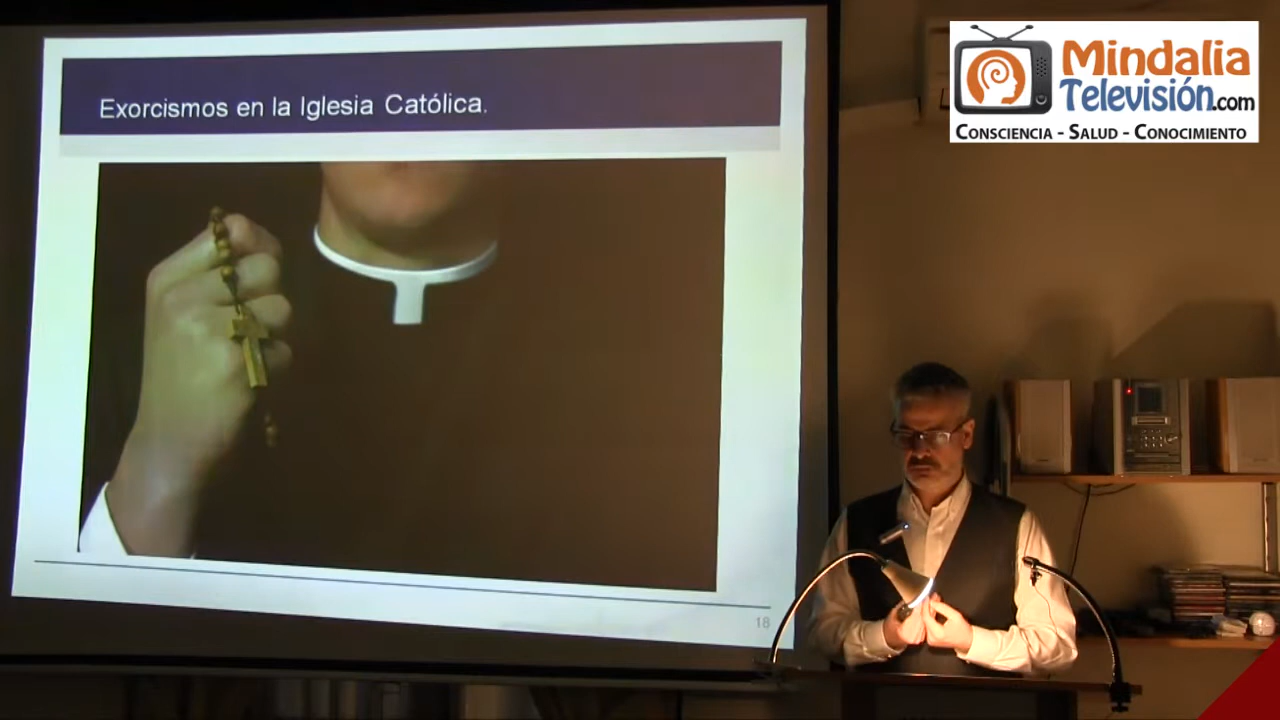 Exorcismos en la Iglesia Católica.
18
Mindalia
Televisión.com
CONSCIENCIA - SALUD - CONOCIMIENTO